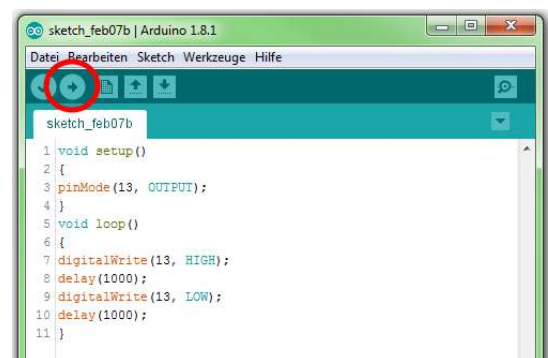 sketch_feb07b | Arduino 1.8.1
Datei Bearbeiten Sketch Werkzeuge Hilfe
sketch_feb07b
1 void setup()
2 {
3 pinMode(13, OUTPUT);
4 }
5 void loop()
6 {
7 digitalWrite(13, HIGH);
8 delay(1000);
9 digitalWrite(13, LOW);
10 delay(1000);
11 }